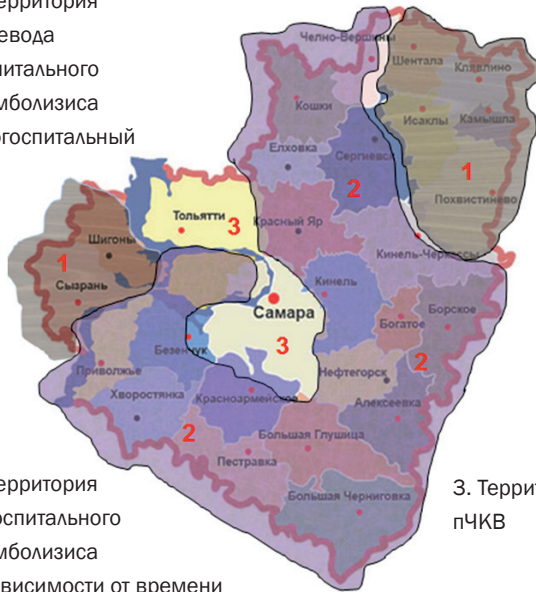 ерритория
евода
питального
мболизиса
госпитальный
Челно-Вершины
Шентала
Клявлино
Кошки
Исаклы
Камышла
Елховка
Сергиевск
1
2
Похвистнево
Тольятти
3
Красный Яр
Шигоны
Кинель-Черкассы
1
Сызрань
Кинель
Самара
Борское
Богатое
3
Безенчук
2
Приволжье
Нефтегорск
Хворостянка
Красноармейское
Алексеевка
2
Большая Глушица
Пестравка
Большая Черниговка
ерритория
оспитального
мболизиса
ависимости от времени
3. Террит
пЧКВ